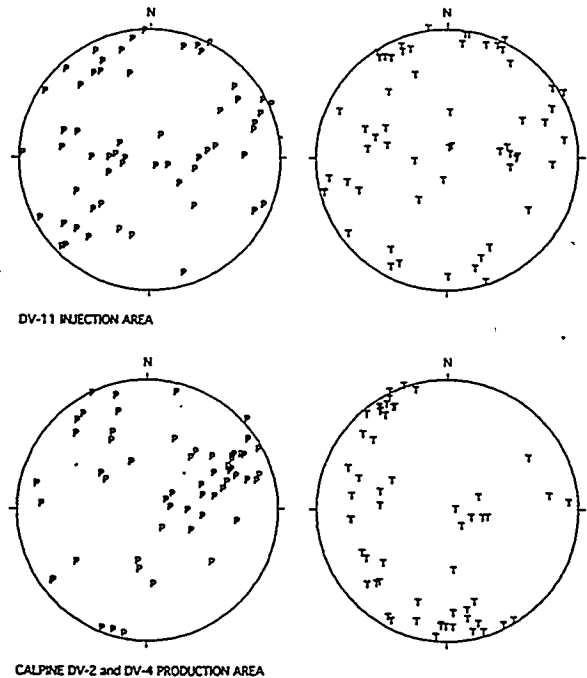 N N
DV-11 INJECTION AREA
N N
CALPINE DV-2 and DV-4 PRODUCTION AREA